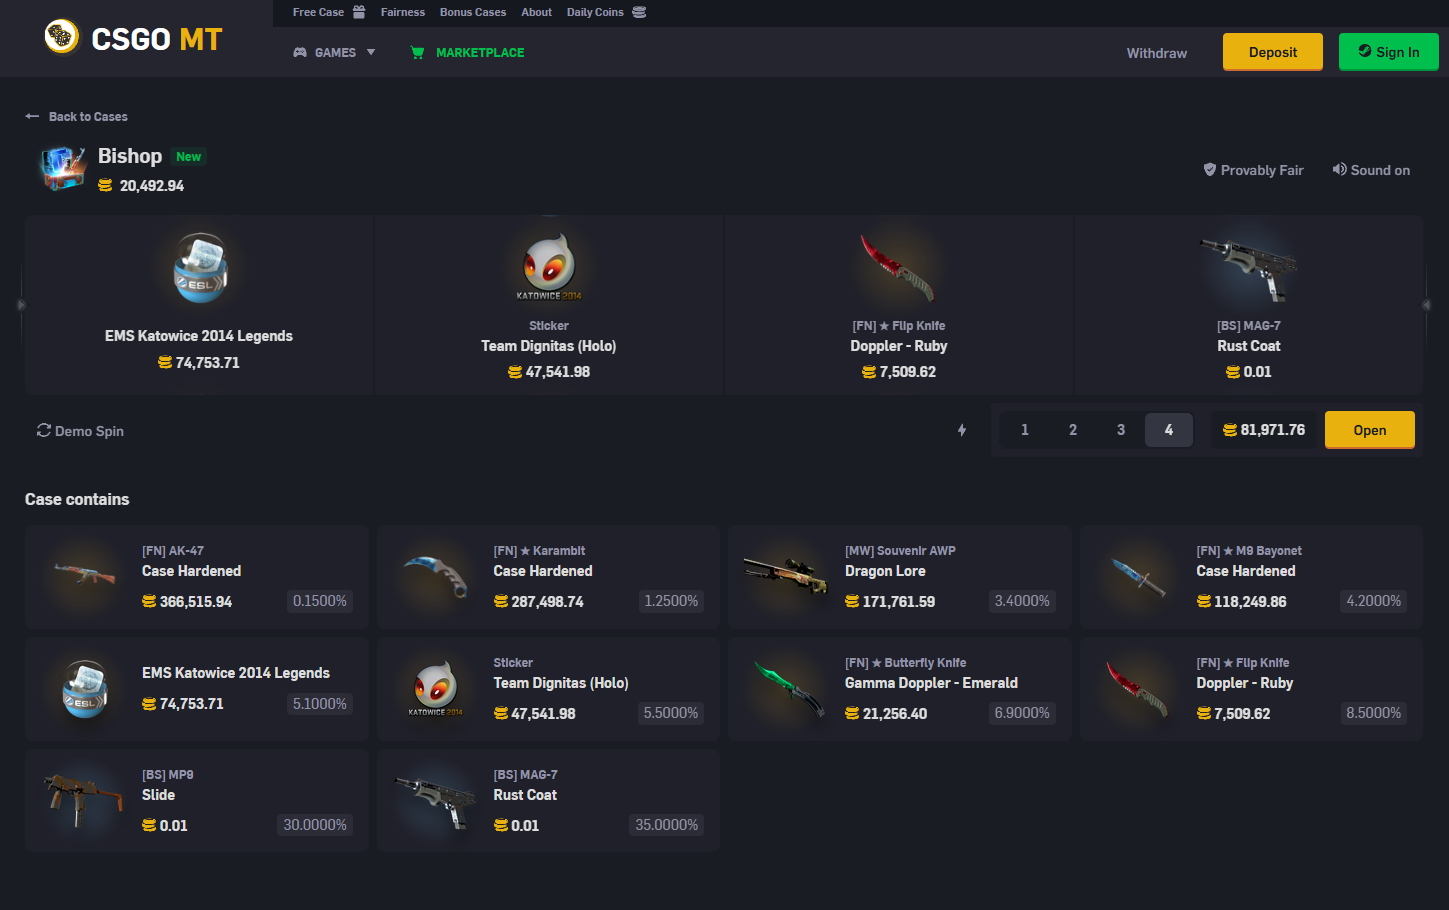 CSGO MT
Free Case Fairness Bonus Cases About Daily Coins
GAMES MARKETPLACE Withdraw Deposit Sign In
Back to Cases
Bishop New
20,492.94
Provably Fair Sound on
EMS Katowice 2014 Legends
74,753.71
Sticker
Team Dignitas (Holo)
47,541.98
[FN] ★ Flip Knife
Doppler - Ruby
7,509.62
[BS] MAG-7
Rust Coat
0.01
ESL
KATOWICE 2014
Demo Spin
1 2 3 4 81,971.76 Open
Case contains
[FN] AK-47
Case Hardened
366,515.94 0.1500%
[FN] ★ Karambit
Case Hardened
287,498.74 1.2500%
[MW] Souvenir AWP
Dragon Lore
171,761.59 3.4000%
[FN] ★ M9 Bayonet
Case Hardened
118,249.86 4.2000%
ESL
EMS Katowice 2014 Legends
74,753.71 5.1000%
KATOWICE 2014
Sticker
Team Dignitas (Holo)
47,541.98 5.5000%
[FN] ★ Butterfly Knife
Gamma Doppler - Emerald
21,256.40 6.9000%
[FN] ★ Flip Knife
Doppler - Ruby
7,509.62 8.5000%
[BS] MP9
Slide
0.01 30.0000%
[BS] MAG-7
Rust Coat
0.01 35.0000%